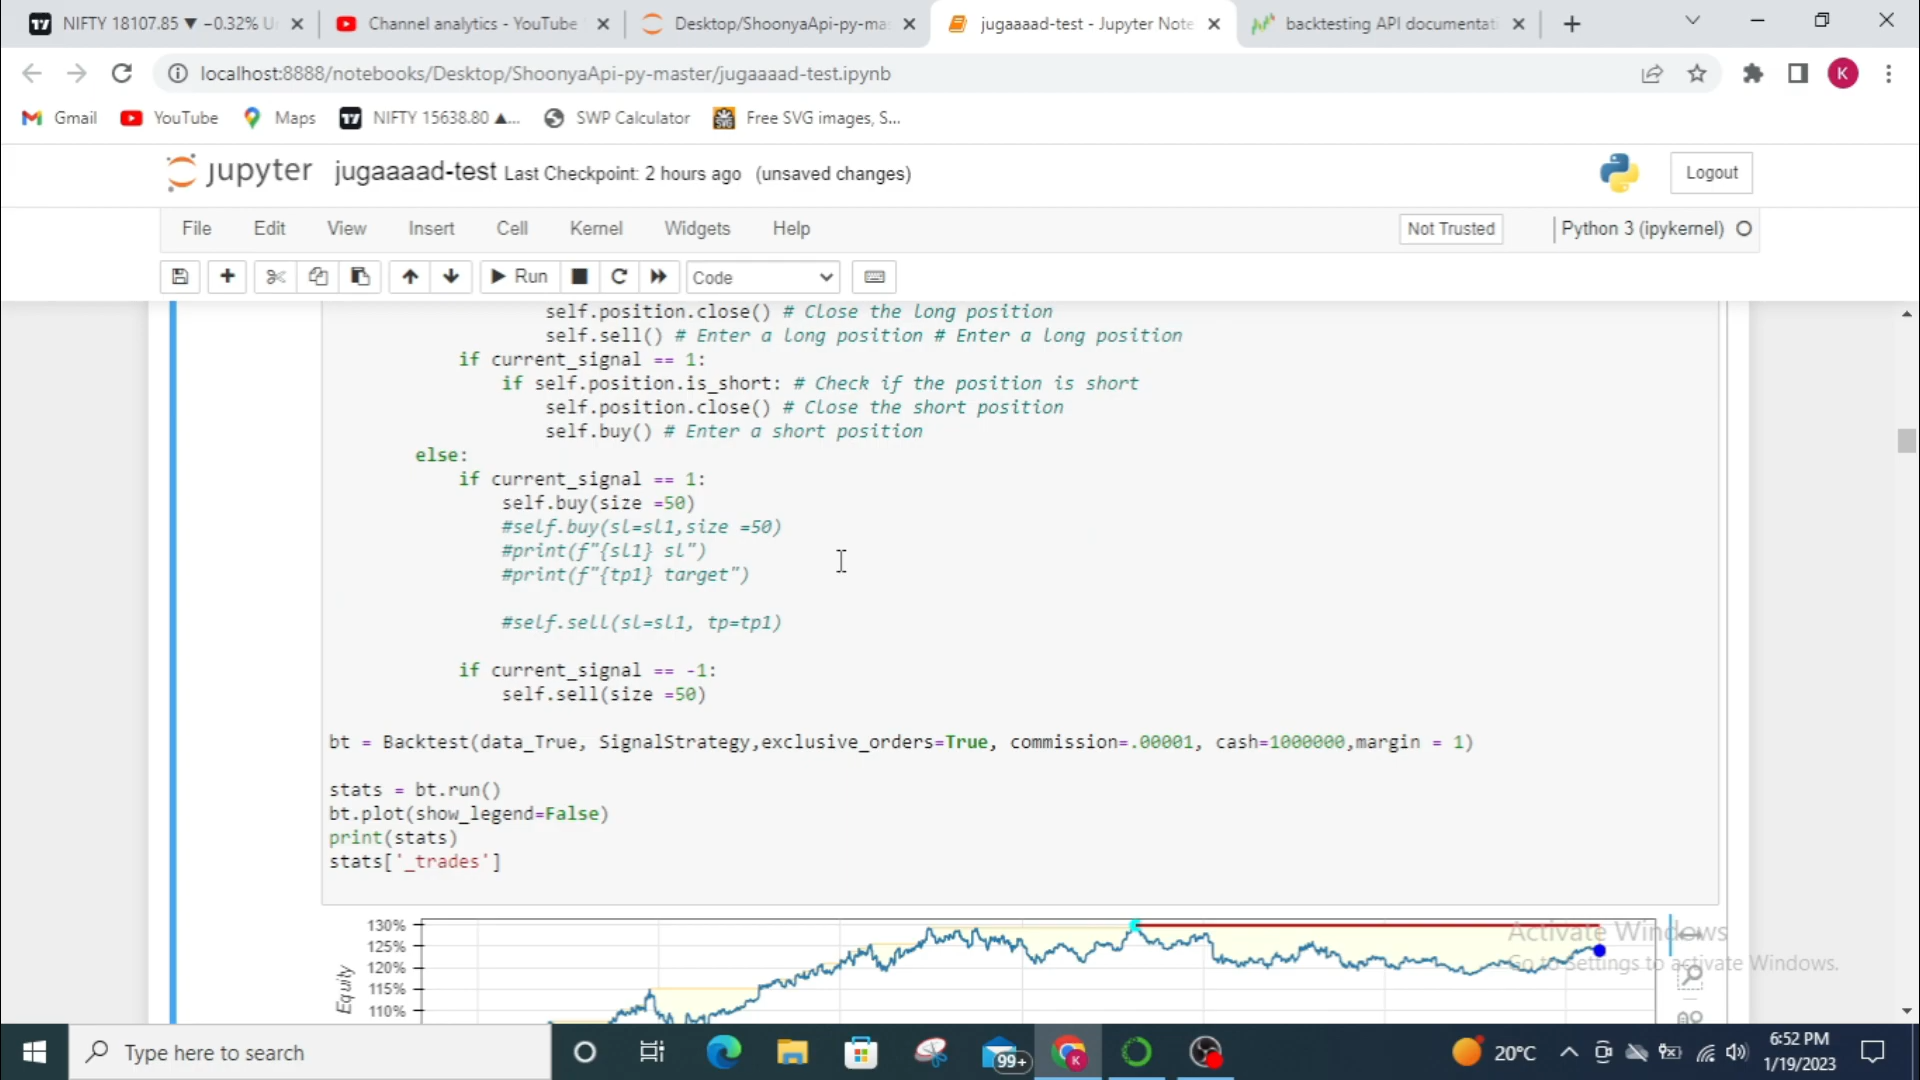 NIFTY 18107.85 ▼ −0.32% U
Channel analytics - YouTube
Desktop/ShoonyaApi-py-ma
jugaaaad-test - Jupyter Note
backtesting API documentati
localhost:8888/notebooks/Desktop/ShoonyaApi-py-master/jugaaaad-test.ipynb
K
Gmail
YouTube
Maps
NIFTY 15638.80 ▲...
SWP Calculator
Free SVG images, S...
jupyter
jugaaaad-test Last Checkpoint: 2 hours ago (unsaved changes)
Logout
File Edit View Insert Cell Kernel Widgets Help
Not Trusted
Python 3 (ipykernel)
Run
Code
self.position.close() # Close the long position
self.sell() # Enter a long position # Enter a long position
if current_signal == 1:
if self.position.is_short: # Check if the position is short
self.position.close() # Close the short position
self.buy() # Enter a short position
else:
if current_signal == 1:
self.buy(size =50)
#self.buy(sl=sl1,size =50)
#print(f"{sl1} sl")
#print(f"{tp1} target")
#self.sell(sl=sl1, tp=tp1)
if current_signal == -1:
self.sell(size =50)
bt = Backtest(data_True, SignalStrategy,exclusive_orders=True, commission=.00001, cash=1000000,margin = 1)
stats = bt.run()
bt.plot(show_legend=False)
print(stats)
stats['_trades']
130%
125%
120%
115%
110%
Equity
Activate Windows
Go to Settings to activate Windows.
Type here to search
99+
K
20°C
6:52 PM
1/19/2023